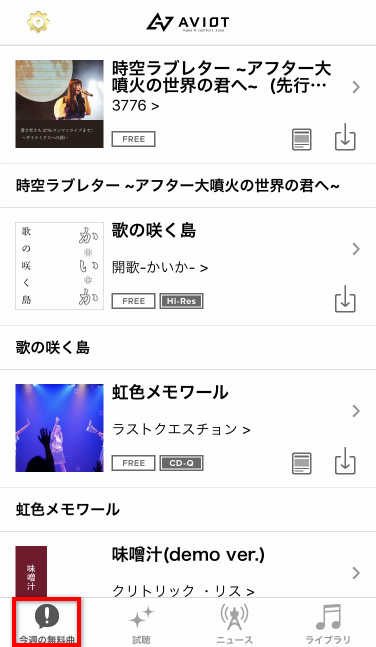 AVIOT
make A comfort zone
時空ラブレター ~アフター大
噴火の世界の君へ~（先行…
3776 >
FREE
時空ラブレター ~アフター大噴火の世界の君へ~
歌の咲く島
かいか
歌の咲く島
開歌-かいか- >
FREE Hi-Res
歌の咲く島
虹色メモワール
ラストクエスチョン >
FREE CD-Q
虹色メモワール
味噌汁
味噌汁(demo ver.)
クリトリック ・リス >
今週の無料曲
試聴
ニュース
ライブラリ